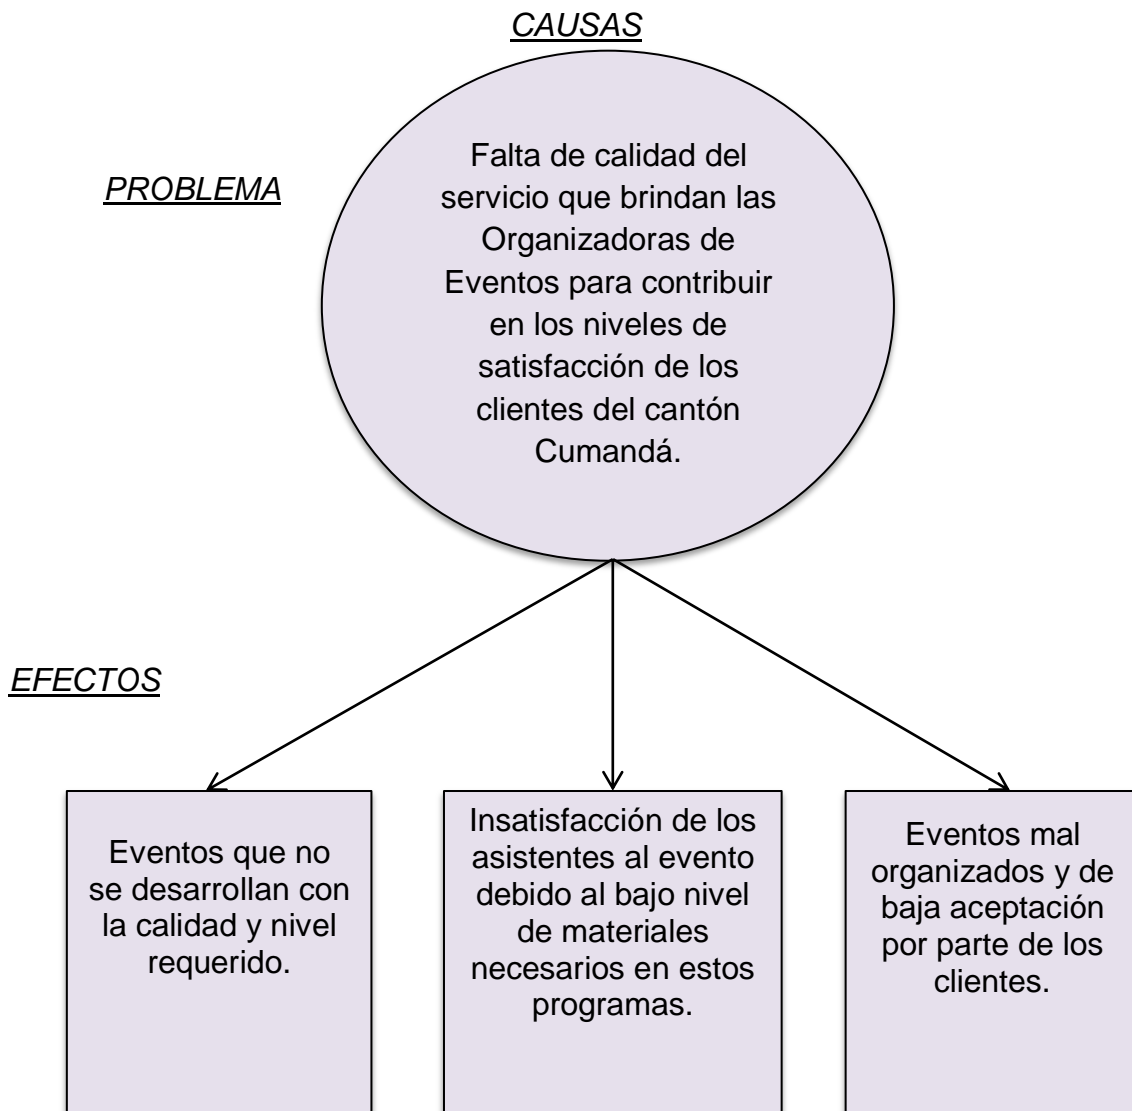 CAUSAS
PROBLEMA
Falta de calidad del
servicio que brindan las
Organizadoras de
Eventos para contribuir
en los niveles de
satisfacción de los
clientes del cantón
Cumandá.
EFECTOS
Eventos que no
se desarrollan con
la calidad y nivel
requerido.
Insatisfacción de los
asistentes al evento
debido al bajo nivel
de materiales
necesarios en estos
programas.
Eventos mal
organizados y de
baja aceptación
por parte de los
clientes.